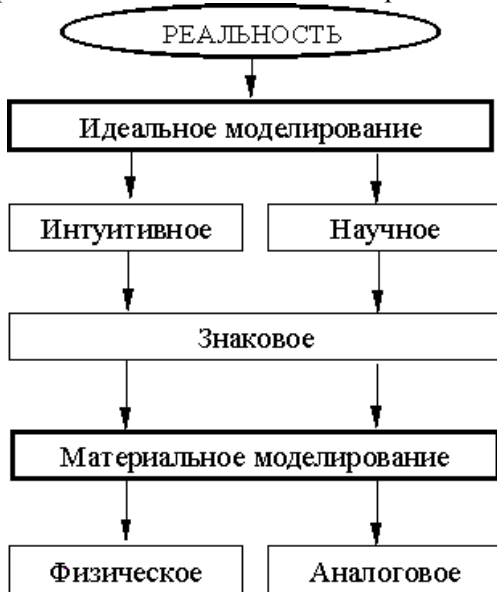 РЕАЛЬНОСТЬ
Идеальное моделирование
Интуитивное
Научное
Знаковое
Материальное моделирование
Физическое
Аналоговое